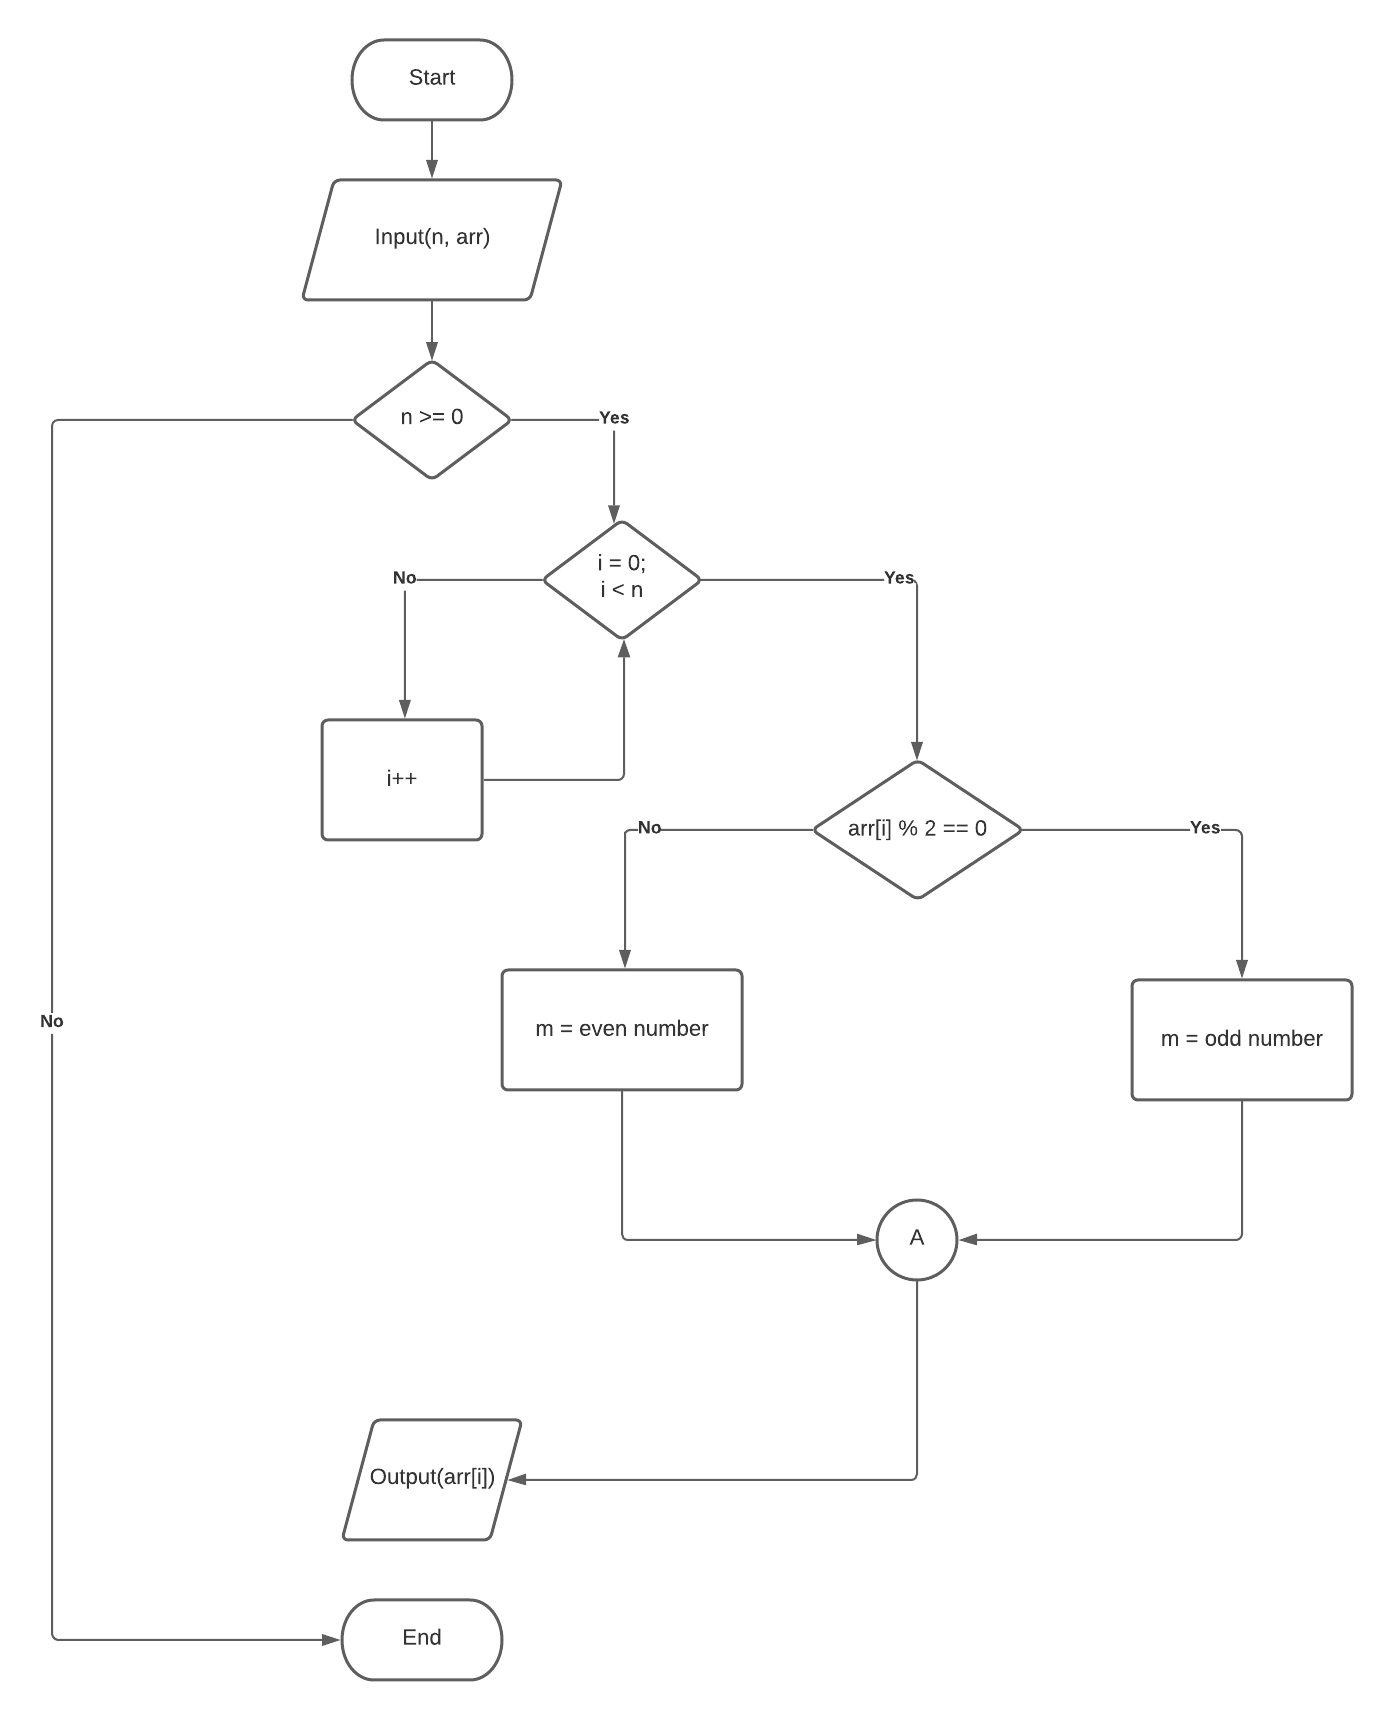 Start
Input(n, arr)
n >= 0
Yes
i = 0;
i < n
No
Yes
i++
arr[i] % 2 == 0
No
Yes
m = even number
m = odd number
No
A
Output(arr[i])
End